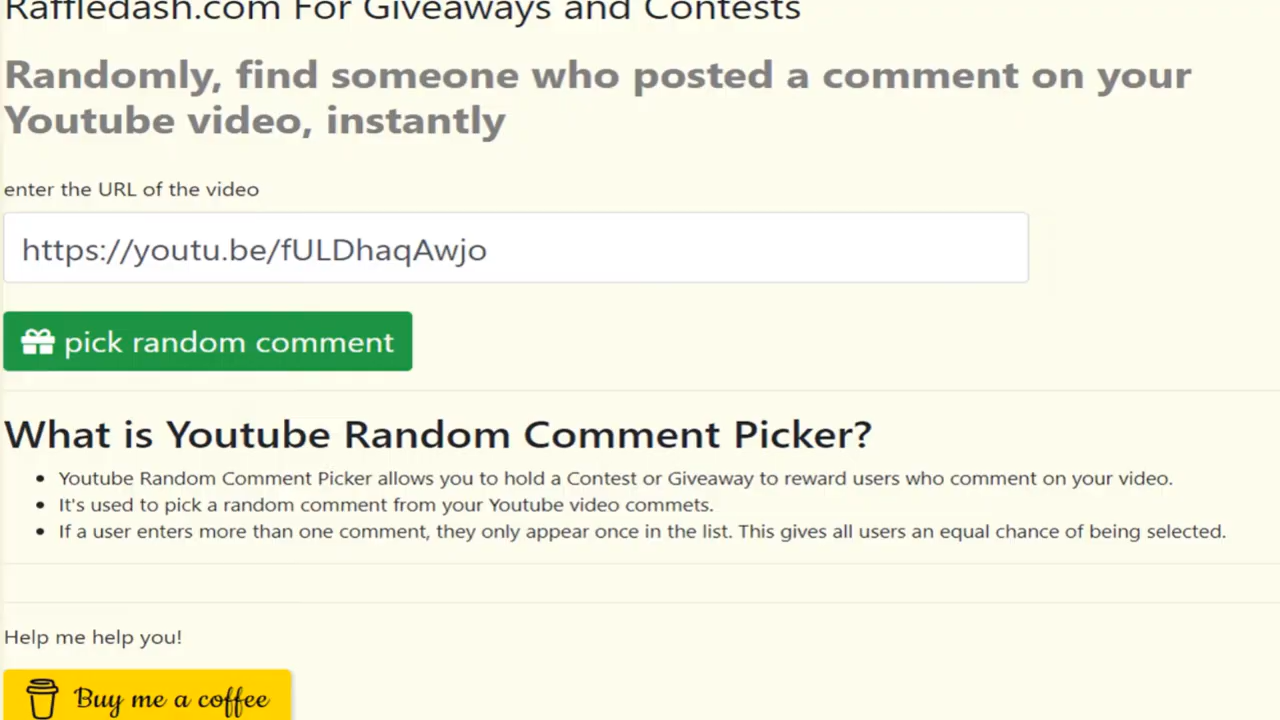 Raffledash.com For Giveaways and Contests
Randomly, find someone who posted a comment on your
Youtube video, instantly
enter the URL of the video
https://youtu.be/fULDhaqAwjo
pick random comment
What is Youtube Random Comment Picker?
Youtube Random Comment Picker allows you to hold a Contest or Giveaway to reward users who comment on your video.
It's used to pick a random comment from your Youtube video commets.
If a user enters more than one comment, they only appear once in the list. This gives all users an equal chance of being selected.
Help me help you!
Buy me a coffee